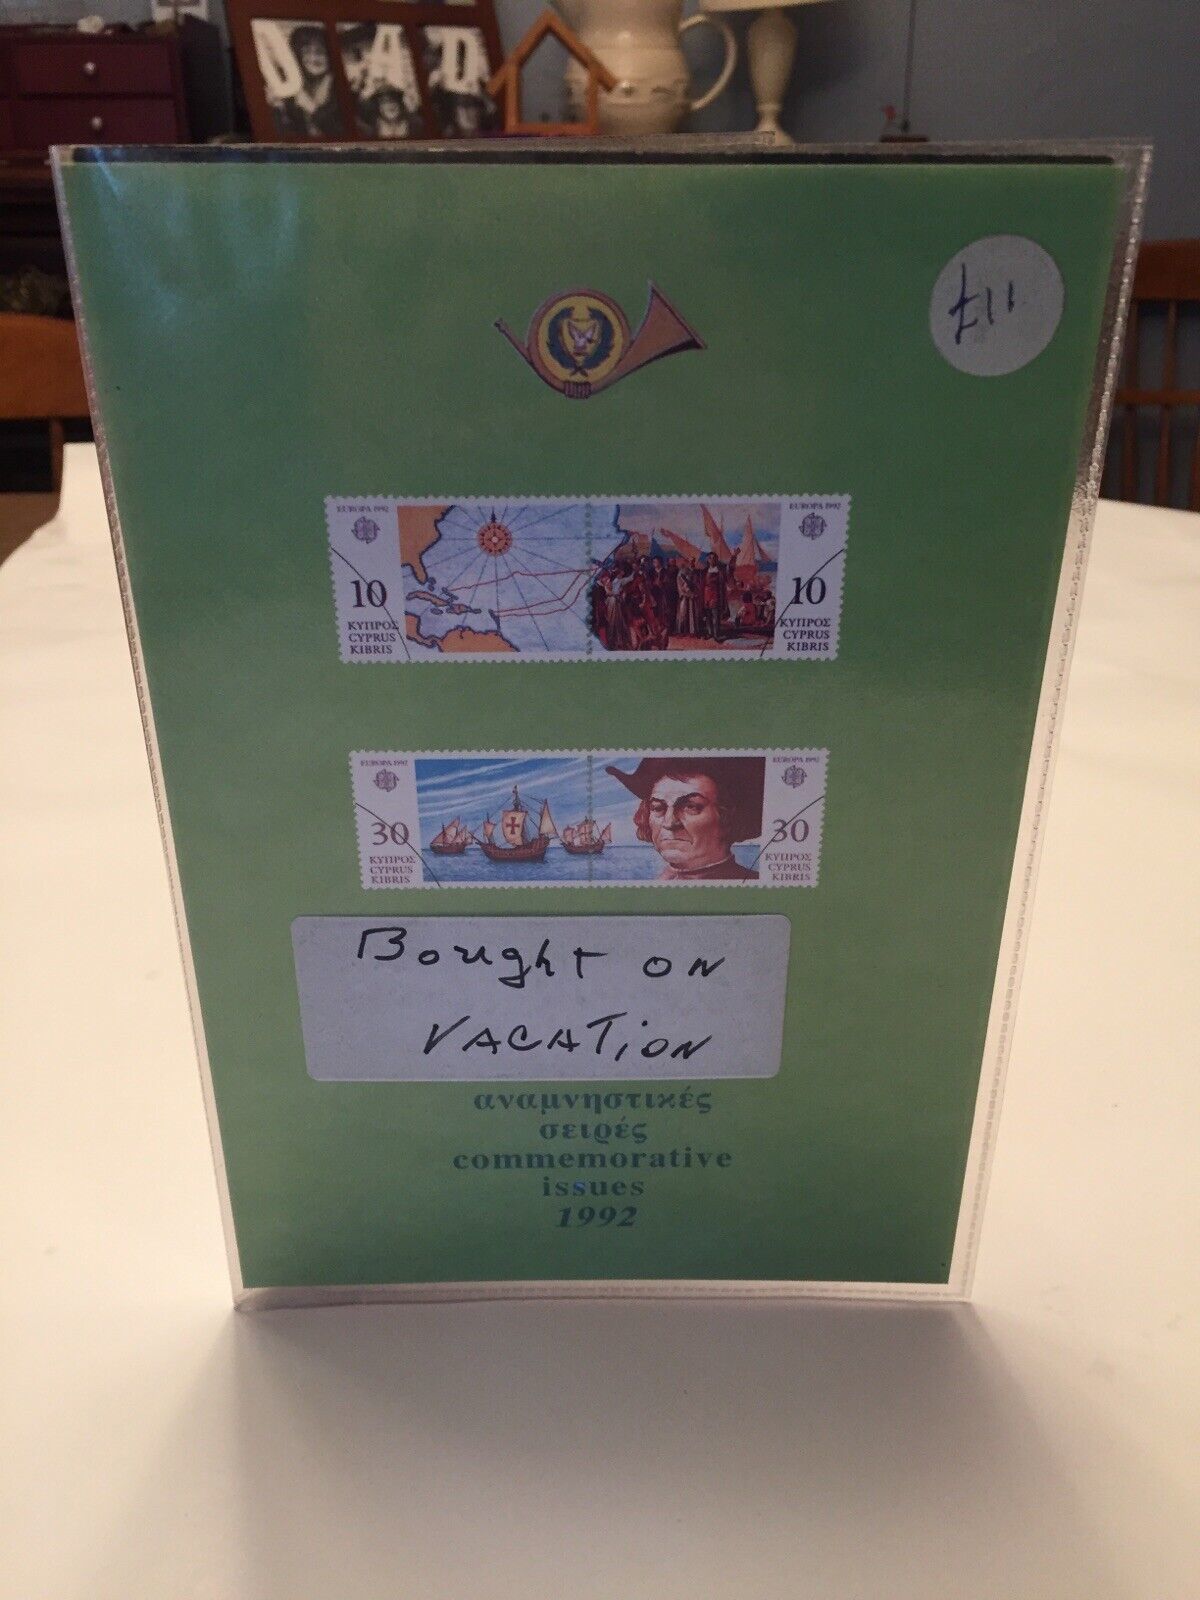 DAD
£11
EUROPA 1992
EUROPA 1992
10
10
ΚΥΠΡΟΣ
CYPRUS
KIBRIS
ΚΥΠΡΟΣ
CYPRUS
KIBRIS
EUROPA 1992
EUROPA 1992
30
30
ΚΥΠΡΟΣ
CYPRUS
KIBRIS
ΚΥΠΡΟΣ
CYPRUS
KIBRIS
Bought on
VACATiON
αναμνηστικές
σειρές
commemorative
issues
1992